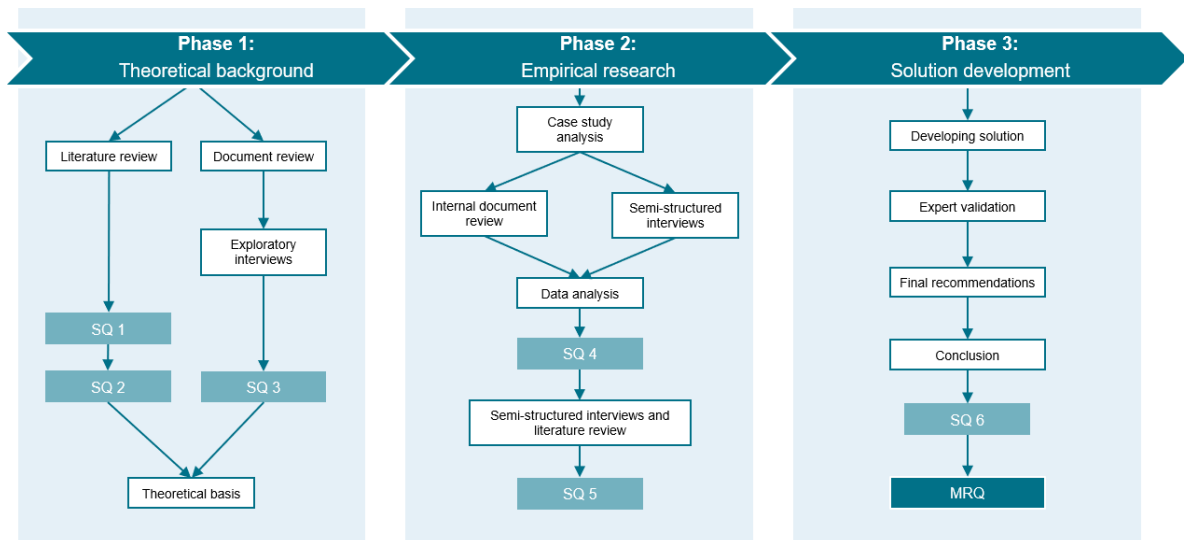 Phase 1:
Theoretical background
Literature review
Document review
Exploratory
interviews
SQ 1
SQ 2
SQ 3
Theoretical basis
Phase 2:
Empirical research
Case study
analysis
Internal document
review
Semi-structured
interviews
Data analysis
SQ 4
Semi-structured interviews and
literature review
SQ 5
Phase 3:
Solution development
Developing solution
Expert validation
Final recommendations
Conclusion
SQ 6
MRQ